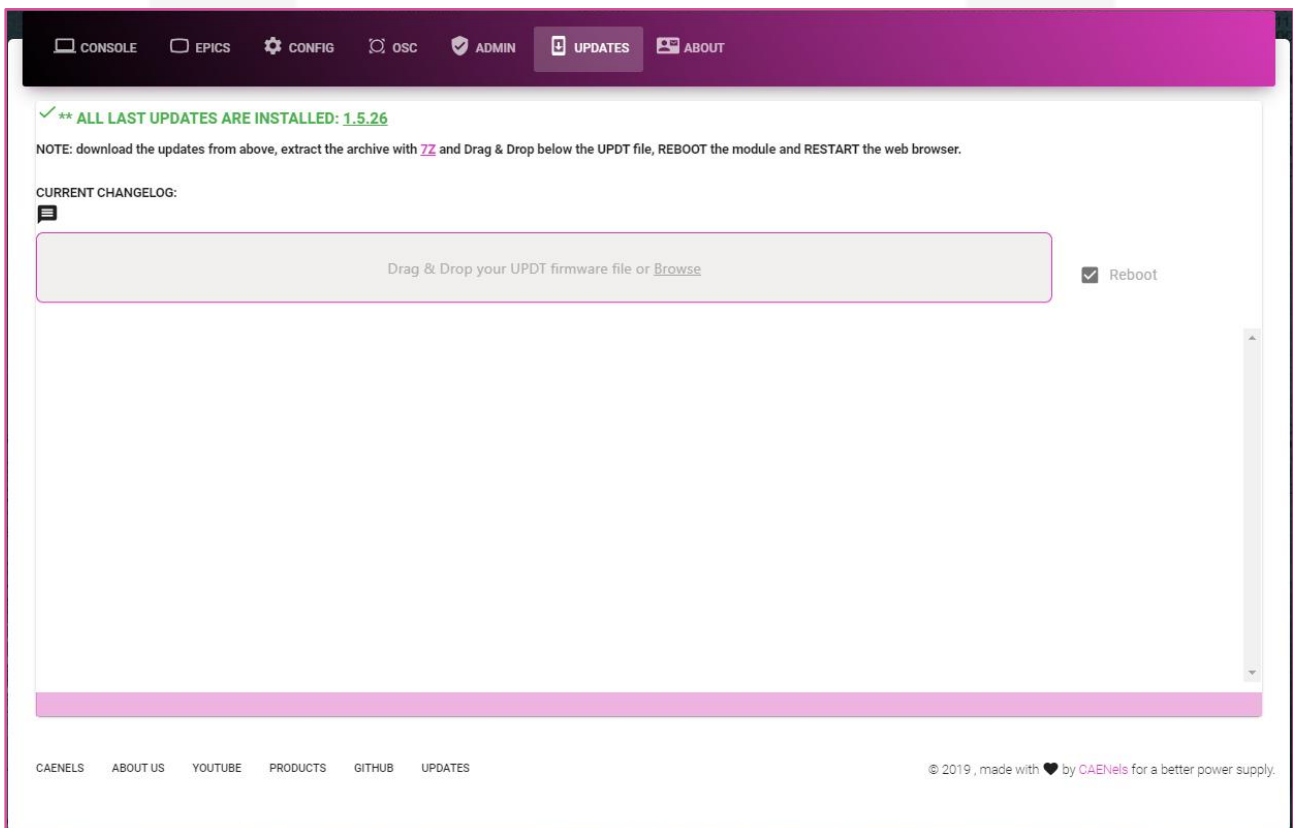 CONSOLE EPICS CONFIG OSC ADMIN UPDATES ABOUT
** ALL LAST UPDATES ARE INSTALLED: 1.5.26
NOTE: download the updates from above, extract the archive with 7Z and Drag & Drop below the UPDT file, REBOOT the module and RESTART the web browser.
CURRENT CHANGELOG:
Drag & Drop your UPDT firmware file or Browse
Reboot
CAENELS ABOUT US YOUTUBE PRODUCTS GITHUB UPDATES
© 2019 , made with ♥ by CAENels for a better power supply.